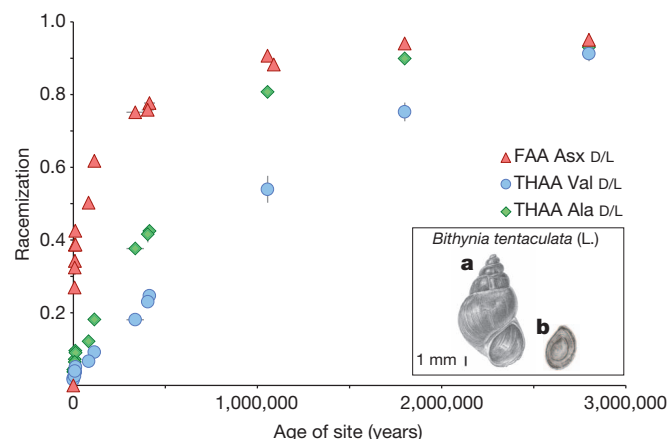 1.0
0.8
0.6
0.4
0.2
Racemization
FAA Asx D/L
THAA Val D/L
THAA Ala D/L
Bithynia tentaculata (L.)
a
b
1 mm
0
1,000,000
2,000,000
3,000,000
Age of site (years)